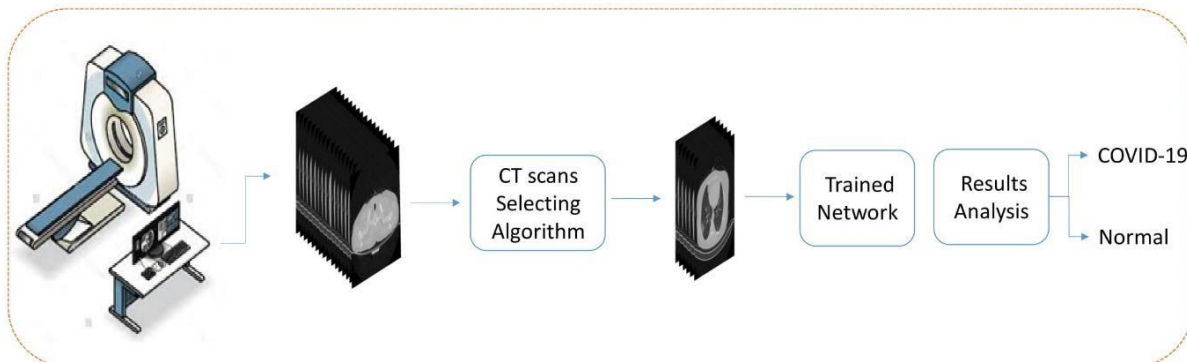 CT scans
Selecting
Algorithm
Trained
Network
Results
Analysis
COVID-19
Normal